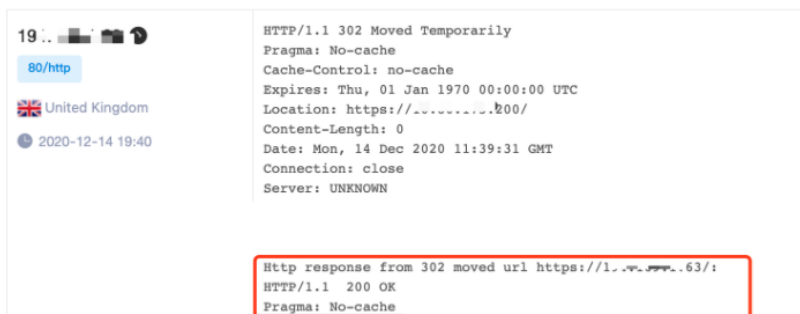 19
80/http
United Kingdom
2020-12-14 19:40
HTTP/1.1 302 Moved Temporarily
Pragma: No-cache
Cache-Control: no-cache
Expires: Thu, 01 Jan 1970 00:00:00 UTC
Location: https:// 200/
Content-Length: 0
Date: Mon, 14 Dec 2020 11:39:31 GMT
Connection: close
Server: UNKNOWN
Http response from 302 moved url https://1 .63/:
HTTP/1.1 200 OK
Pragma: No-cache